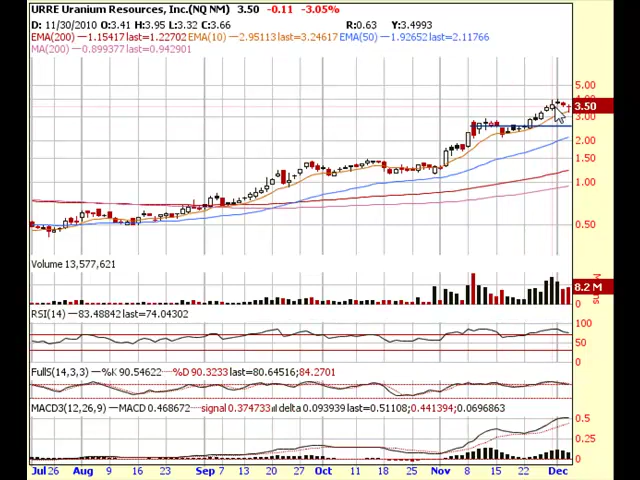 URRE Uranium Resources, Inc.(NQ NM) 3.50 -0.11 -3.05%
D: 11/30/2010 O:3.41 H:3.95 L:3.32 C:3.66 R:0.63 Y:3.4993
EMA(200) —1.15417 last=1.22702 EMA(10) —2.95113 last=3.24617 EMA(50) —1.92652 last=2.11766
MA(200) —0.899377 last=0.942901
5.00
4.00
3.50
3.00
2.00
1.50
1.00
0.50
Volume 13,577,621
8.2 M
0
RSI(14) —83.48842 last=74.04302
100
50
0
FullS(14,3,3) —%K 90.54622 %D 90.3233 last=80.64516;84.2701
MACD3(12,26,9) —MACD 0.468672 signal 0.374733 delta 0.093939 last=0.51108;0.441394;0.0696863
0.5
0.25
0
Jul 26 Aug 9 16 23 Sep 7 13 20 27 Oct 11 18 25 Nov 8 15 22 Dec